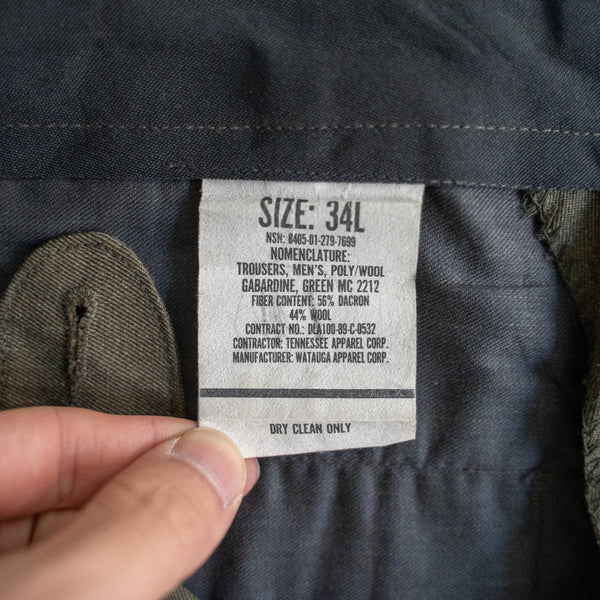 SIZE: 34L
NSN: 8405-01-279-7699
NOMENCLATURE:
TROUSERS, MEN'S, POLY/WOOL
GABARDINE, GREEN MC 2212
FIBER CONTENT: 56% DACRON
44% WOOL
CONTRACT NO.: DLA100-89-C-0532
CONTRACTOR: TENNESSEE APPAREL CORP.
MANUFACTURER: WATAUGA APPAREL CORP.
DRY CLEAN ONLY